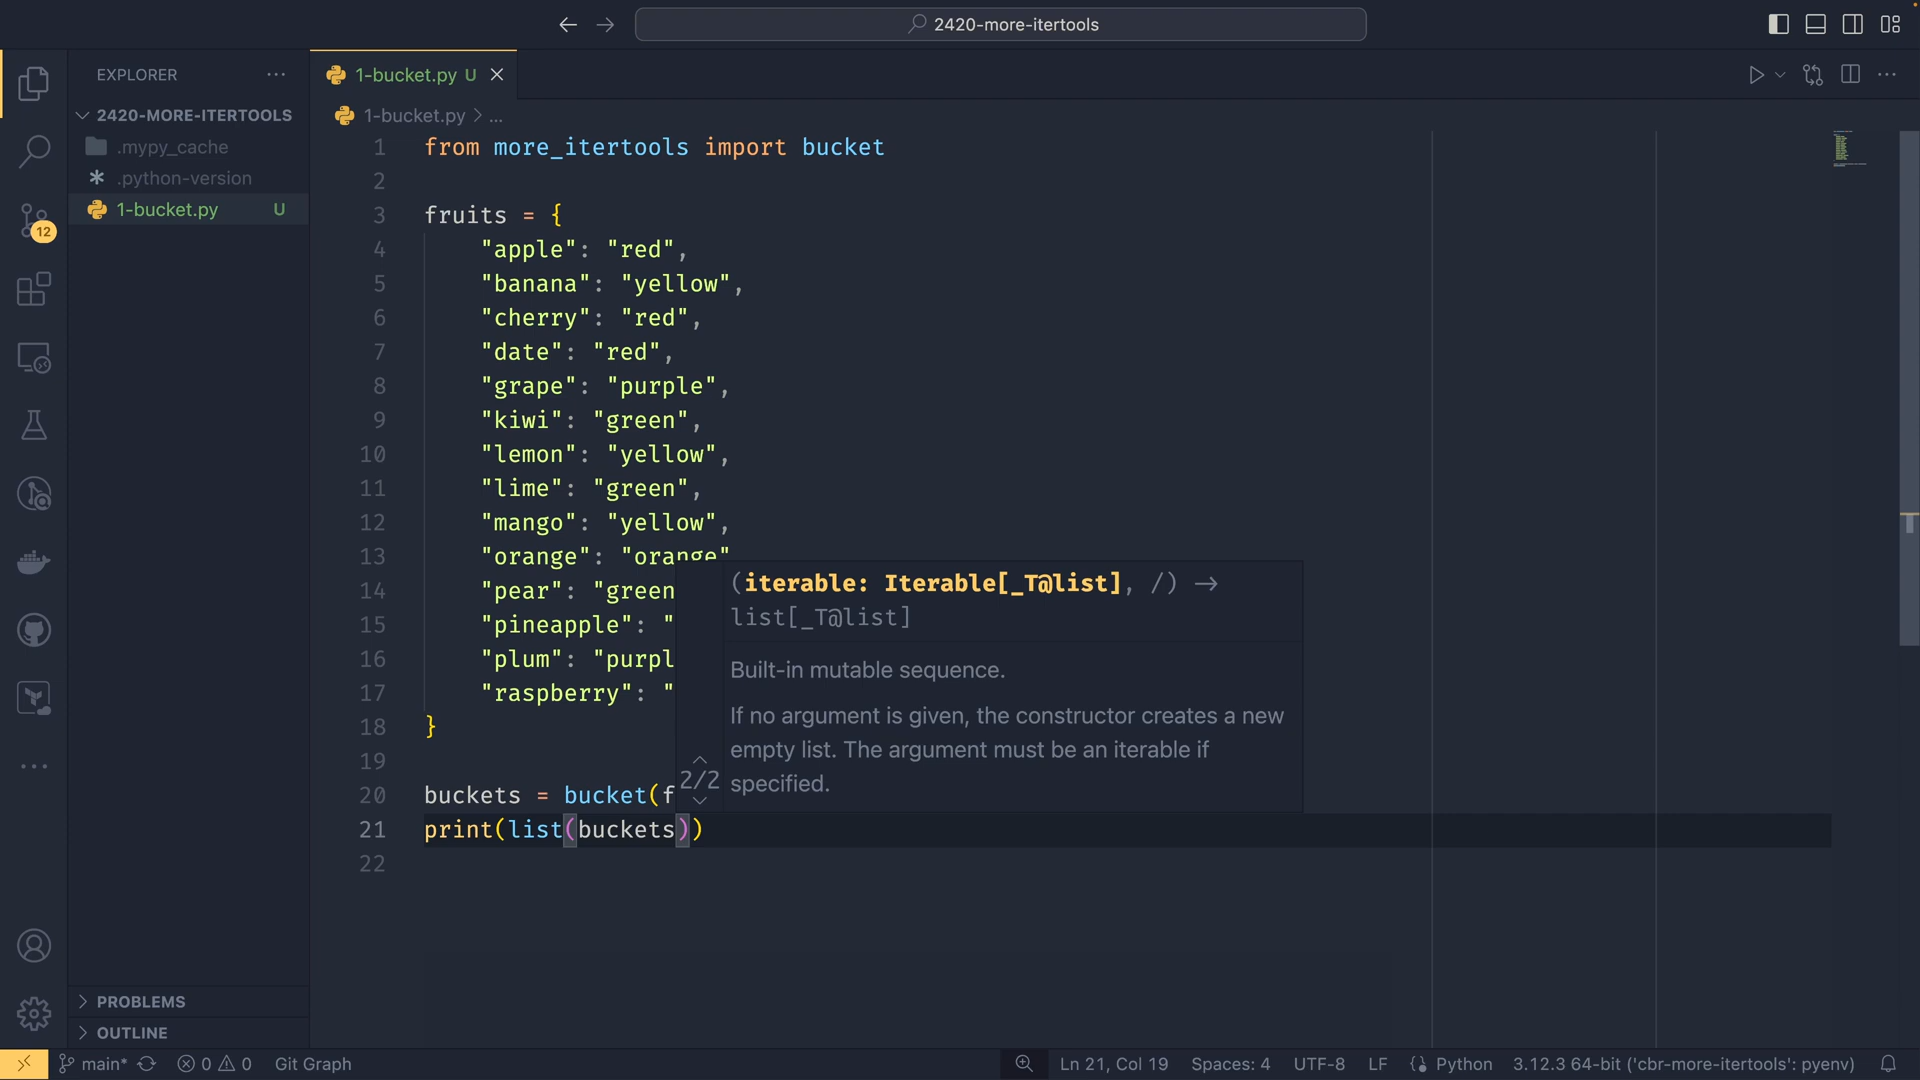 2420-more-itertools
EXPLORER
2420-MORE-ITERTOOLS
.mypy_cache
.python-version
1-bucket.py U
12
1-bucket.py U
1-bucket.py > ...
1 from more_itertools import bucket
2
3 fruits = {
4 "apple": "red",
5 "banana": "yellow",
6 "cherry": "red",
7 "date": "red",
8 "grape": "purple",
9 "kiwi": "green",
10 "lemon": "yellow",
11 "lime": "green",
12 "mango": "yellow",
13 "orange": "orange"
14 "pear": "green
15 "pineapple": "
16 "plum": "purpl
17 "raspberry": "
18 }
19
20 buckets = bucket(f
21 print(list(buckets))
22
(iterable: Iterable[_T@list], /) →
list[_T@list]
Built-in mutable sequence.
If no argument is given, the constructor creates a new
empty list. The argument must be an iterable if
specified.
2/2
PROBLEMS
OUTLINE
main* 0 0 Git Graph
Ln 21, Col 19 Spaces: 4 UTF-8 LF Python 3.12.3 64-bit ('cbr-more-itertools': pyenv)